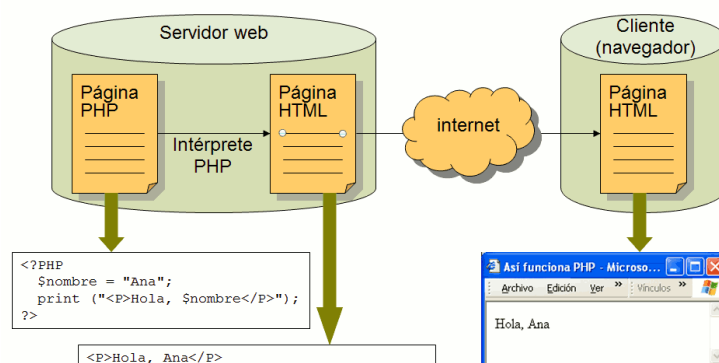 Servidor web
Cliente
(navegador)
Página
PHP
Intérprete
PHP
Página
HTML
internet
Página
HTML
<?PHP
$nombre = "Ana";
print ("<P>Hola, $nombre</P>");
?>
<P>Hola, Ana</P>
Así funciona PHP - Microso...
Archivo Edición Ver » Vínculos »
Hola, Ana